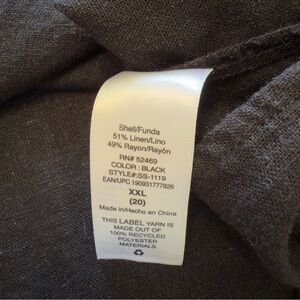 Shell/Funda
51% Linen/Lino
49% Rayon/Rayón
RN# 52469
COLOR : BLACK
STYLE#:SS-1119
EAN/UPC 190931777826
XXL
(20)
Made in/Hecho en China
THIS LABEL YARN IS
MADE OUT OF
100% RECYCLED
POLYESTER
MATERIALS